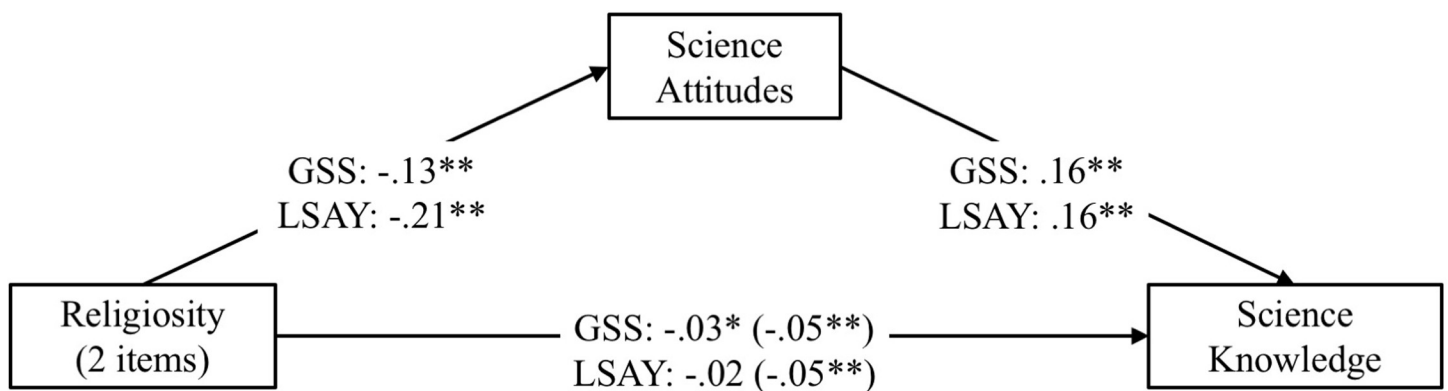 Science
Attitudes
GSS: -.13**
LSAY: -.21**
GSS: .16**
LSAY: .16**
Religiosity
(2 items)
GSS: -.03* (-.05**)
LSAY: -.02 (-.05**)
Science
Knowledge